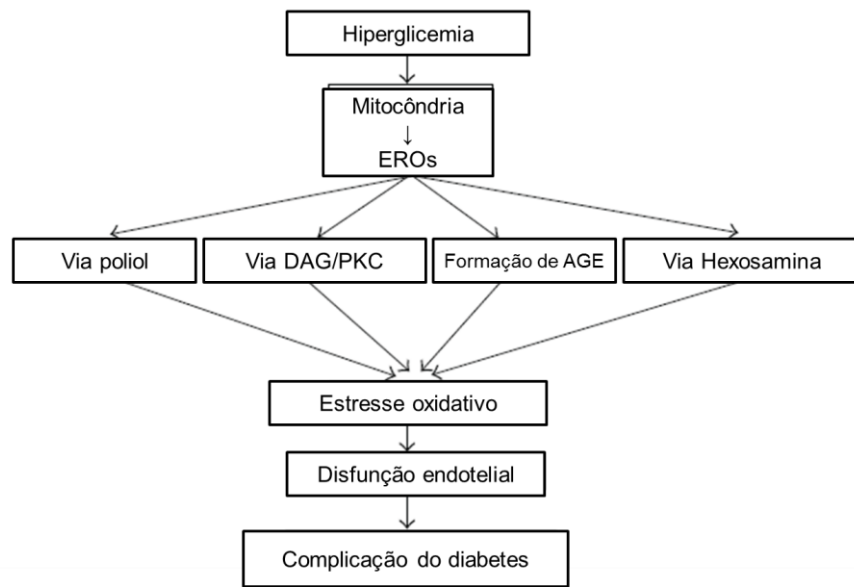 Hiperglicemia
Mitocôndria
↓
EROs
Via poliol
Via DAG/PKC
Formação de AGE
Via Hexosamina
Estresse oxidativo
Disfunção endotelial
Complicação do diabetes